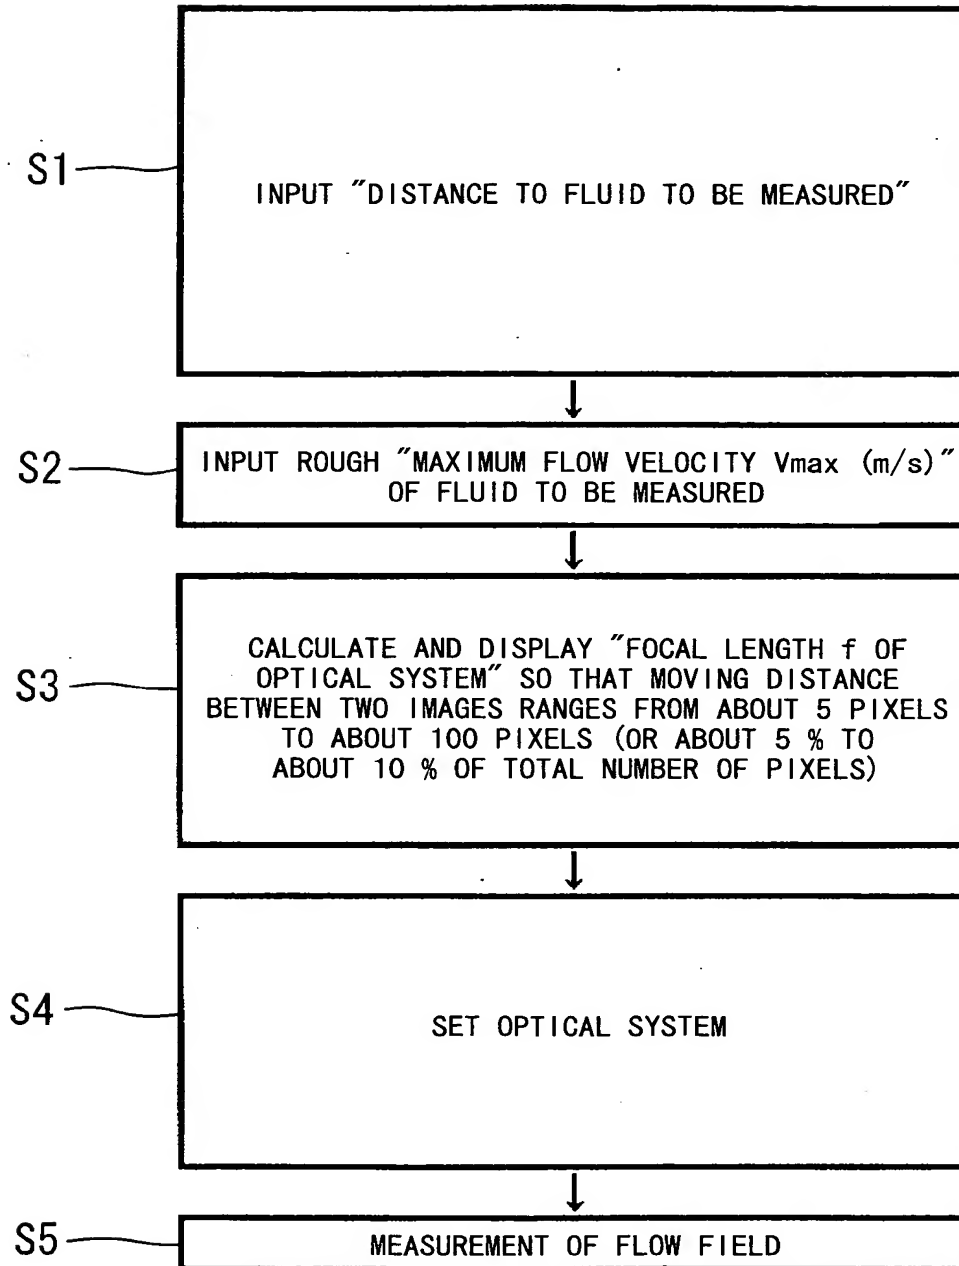 S1
INPUT "DISTANCE TO FLUID TO BE MEASURED"
S2
INPUT ROUGH "MAXIMUM FLOW VELOCITY Vmax (m/s)"
OF FLUID TO BE MEASURED
S3
CALCULATE AND DISPLAY "FOCAL LENGTH f OF
OPTICAL SYSTEM" SO THAT MOVING DISTANCE
BETWEEN TWO IMAGES RANGES FROM ABOUT 5 PIXELS
TO ABOUT 100 PIXELS (OR ABOUT 5 % TO
ABOUT 10 % OF TOTAL NUMBER OF PIXELS)
S4
SET OPTICAL SYSTEM
S5
MEASUREMENT OF FLOW FIELD